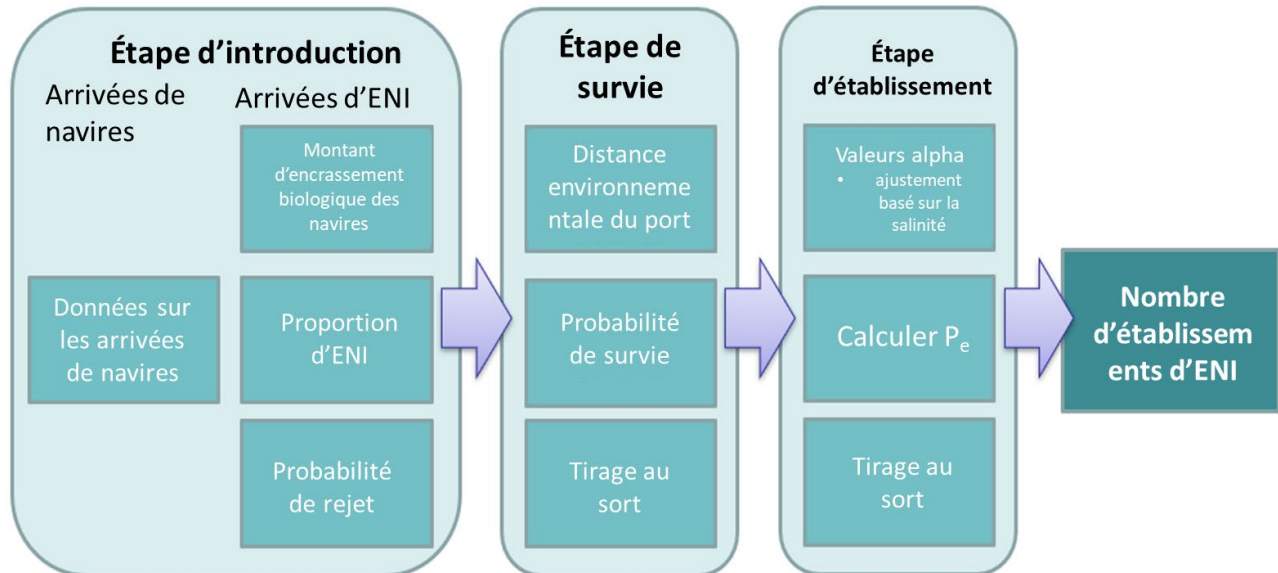 Étape d'introduction
Arrivées de
navires
Arrivées d'ENI
Données sur
les arrivées
de navires
Montant
d'encrassement
biologique des
navires
Proportion
d'ENI
Probabilité
de rejet
Étape de
survie
Distance
environneme
ntale du port
Probabilité
de survie
Tirage au
sort
Étape
d'établissement
Valeurs alpha
• ajustement
basé sur la
salinité
Calculer Pe
Tirage au
sort
Nombre
d'établissem
ents d'ENI